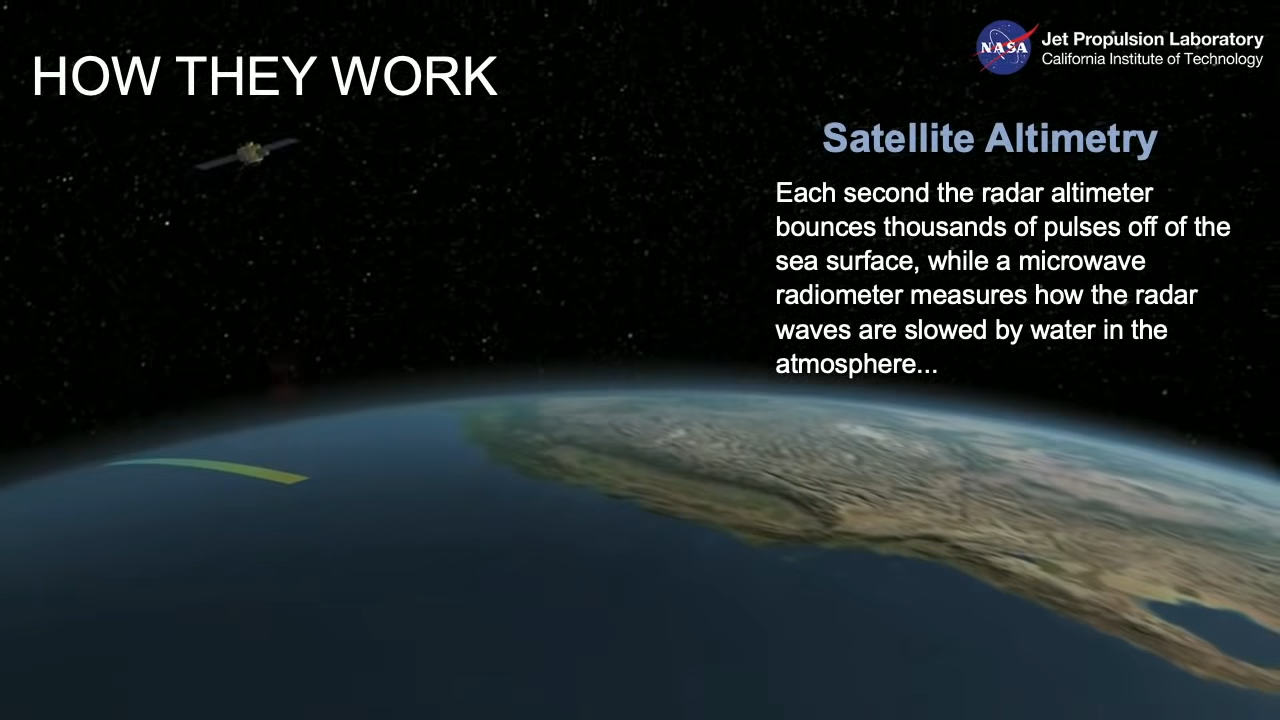 HOW THEY WORK
NASA
Jet Propulsion Laboratory
California Institute of Technology
Satellite Altimetry
Each second the radar altimeter
bounces thousands of pulses off of the
sea surface, while a microwave
radiometer measures how the radar
waves are slowed by water in the
atmosphere...